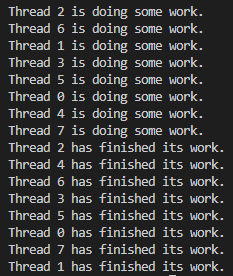 Thread 2 is doing some work.
Thread 6 is doing some work.
Thread 1 is doing some work.
Thread 3 is doing some work.
Thread 5 is doing some work.
Thread 0 is doing some work.
Thread 4 is doing some work.
Thread 7 is doing some work.
Thread 2 has finished its work.
Thread 4 has finished its work.
Thread 6 has finished its work.
Thread 3 has finished its work.
Thread 5 has finished its work.
Thread 0 has finished its work.
Thread 7 has finished its work.
Thread 1 has finished its work.